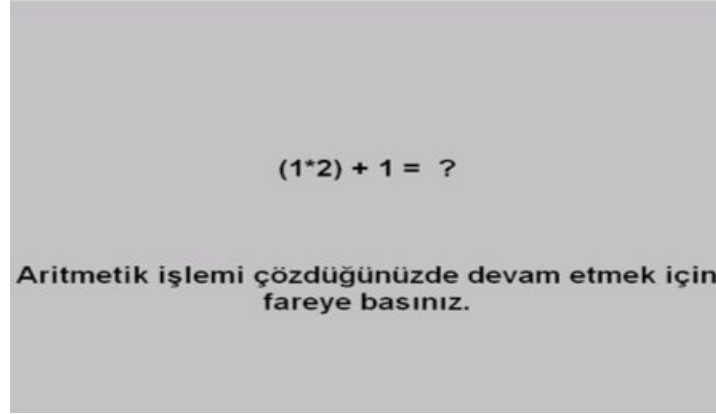 (1*2) + 1 = ?
Aritmetik işlemi çözdüğünüzde devam etmek için
fareye basınız.